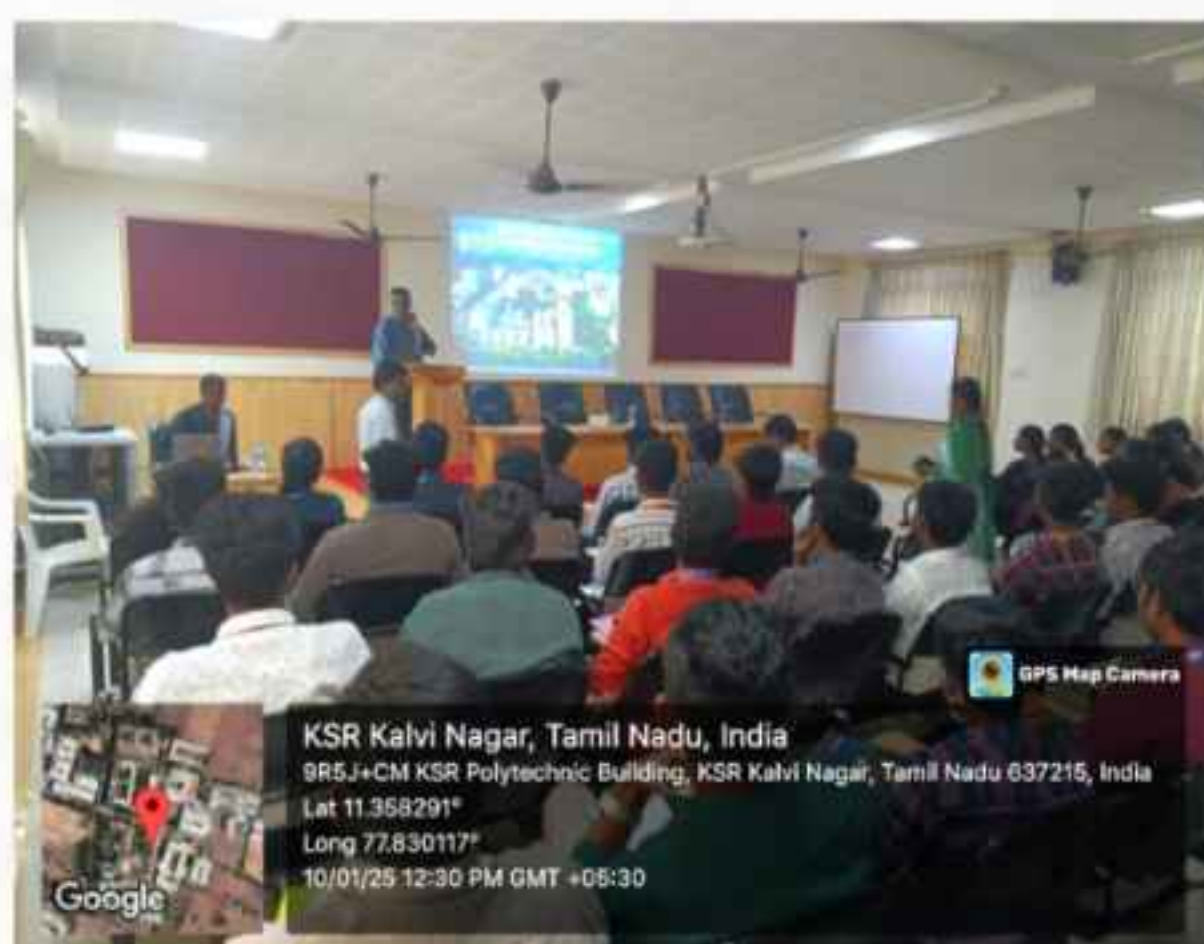 GPS Map Camera
KSR Kalvi Nagar, Tamil Nadu, India
9R5J+CM KSR Polytechnic Building, KSR Kalvi Nagar, Tamil Nadu 637215, India
Lat 11.358291°
Long 77.830117°
10/01/25 12:30 PM GMT +05:30
Google